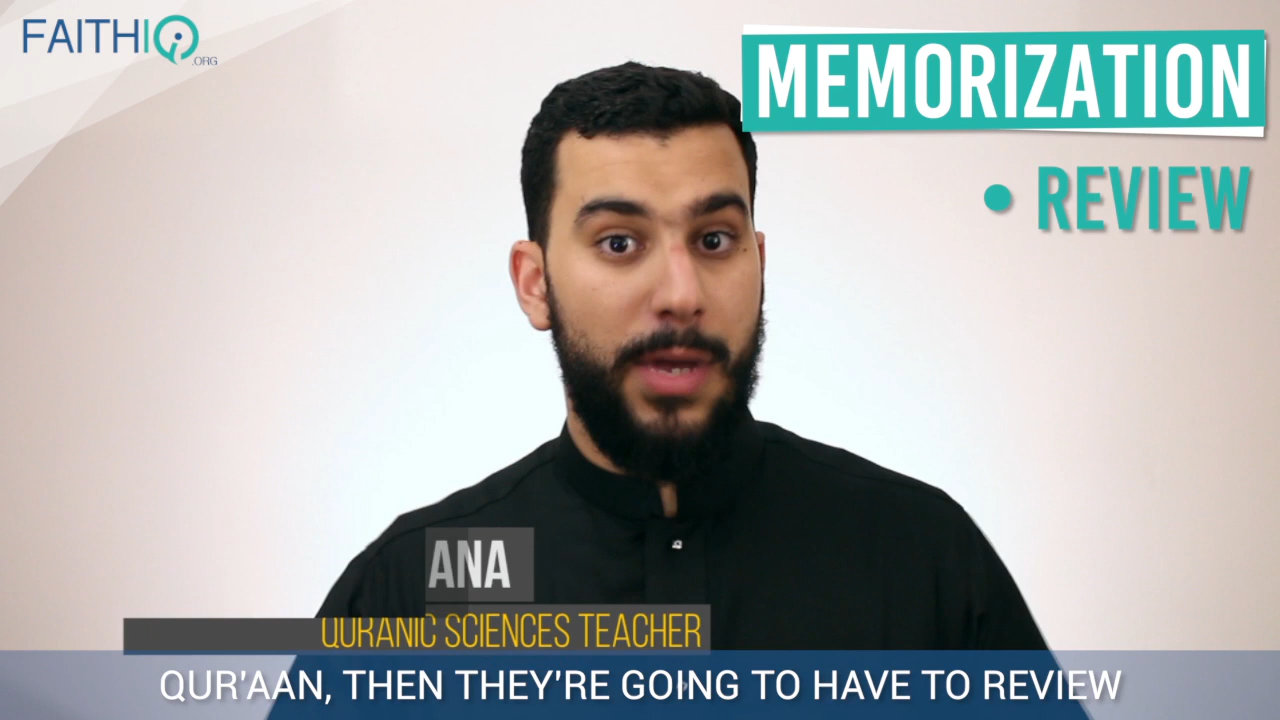 FAITHIQ
.ORG
MEMORIZATION
• REVIEW
ANA
QURANIC SCIENCES TEACHER
QUR'AAN, THEN THEY'RE GOING TO HAVE TO REVIEW